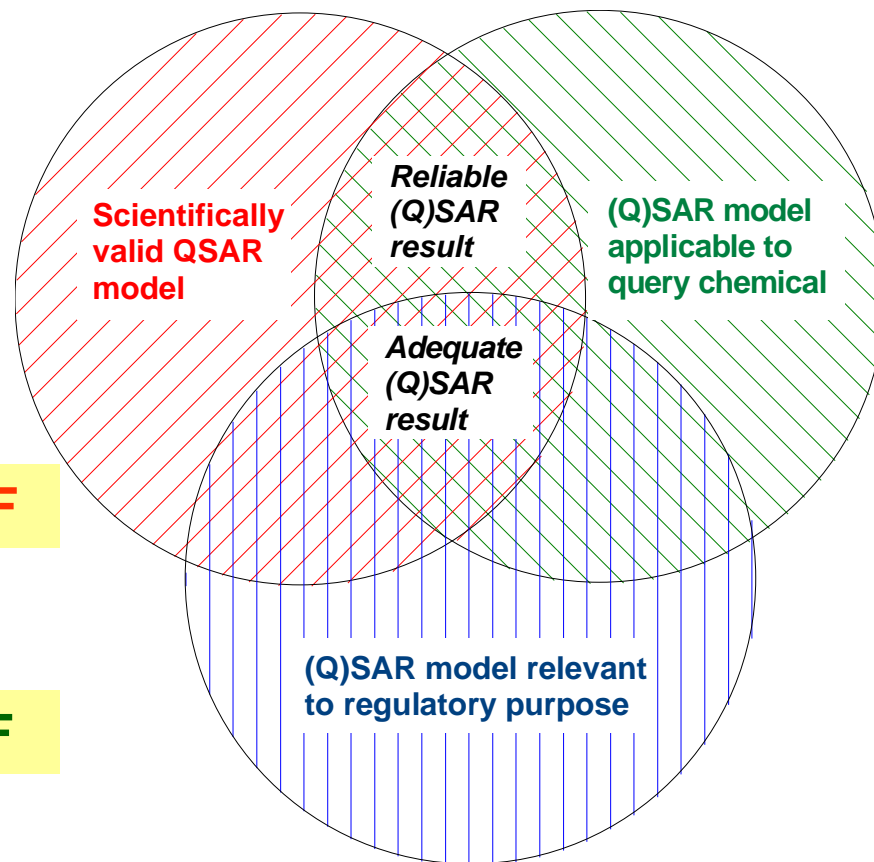 Scientifically
valid QSAR
model
Reliable
(Q)SAR
result
(Q)SAR model
applicable to
query chemical
Adequate
(Q)SAR
result
F
(Q)SAR model relevant
to regulatory purpose
F